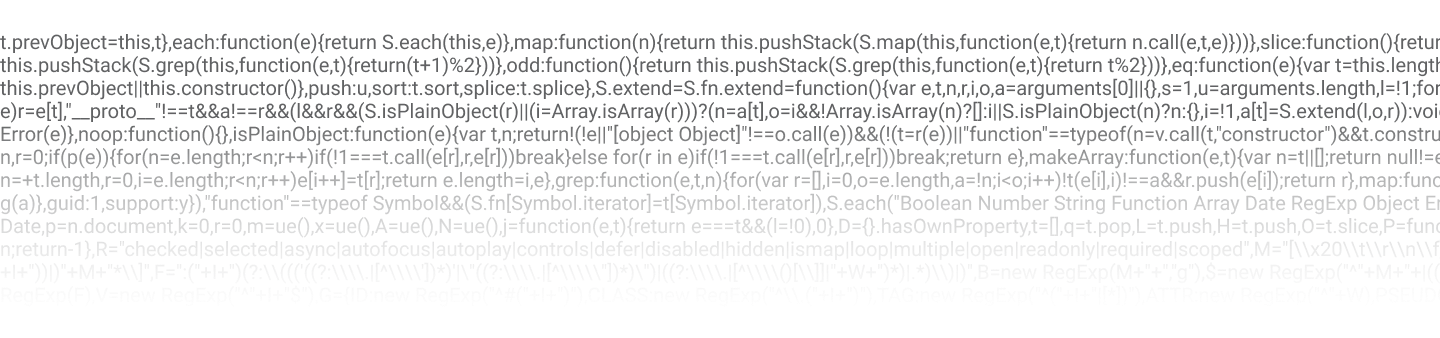 t.prevObject=this,t},each:function(e){return S.each(this,e)},map:function(n){return this.pushStack(S.map(this,function(e,t){return n.call(e,t,e)}))},slice:function(){retur
this.pushStack(S.grep(this,function(e,t){return(t+1)%2}))},odd:function(){return this.pushStack(S.grep(this,function(e,t){return t%2}))},eq:function(e){var t=this.length
this.prevObject||this.constructor()},push:u,sort:t.sort,splice:t.splice},S.extend=S.fn.extend=function(){var e,t,n,r,i,o,a=arguments[0]||{},s=1,u=arguments.length,l=!1;for
e)r=e[t],"__proto__"!==t&&a!==r&&(l&&r&&(S.isPlainObject(r)||(i=Array.isArray(r)))?(n=a[t],o=i&&!Array.isArray(n)?[]:i||S.isPlainObject(n)?n:{},i=!1,a[t]=S.extend(l,o,r)):void
Error(e)},noop:function(){},isPlainObject:function(e){var t,n;return!(!e||"[object Object]"!==o.call(e))&&(!(t=r(e))||"function"==typeof(n=v.call(t,"constructor")&&t.constru
n,r=0;if(p(e)){for(n=e.length;r<n;r++)if(!1===t.call(e[r],r,e[r]))break}else for(r in e)if(!1===t.call(e[r],r,e[r]))break;return e},makeArray:function(e,t){var n=t||[];return null!=e
n=+t.length,r=0,i=e.length;r<n;r++)e[i++]=t[r];return e.length=i,e},grep:function(e,t,n){for(var r=[],i=0,o=e.length,a=!n;i<o;i++)!t(e[i],i)!==a&&r.push(e[i]);return r},map:func
g(a)},guid:1,support:y}),"function"==typeof Symbol&&(S.fn[Symbol.iterator]=t[Symbol.iterator]),S.each("Boolean Number String Function Array Date RegExp Object Er
Date,p=n.document,k=0,r=0,m=ue(),x=ue(),A=ue(),N=ue(),j=function(e,t){return e===t&&(l=!0),0},D={}.hasOwnProperty,t=[],q=t.pop,L=t.push,H=t.push,O=t.slice,P=func
n;return-1},R="checked|selected|async|autofocus|autoplay|controls|defer|disabled|hidden|ismap|loop|multiple|open|readonly|required|scoped",M="[\\x20\\t\\r\\n\\f